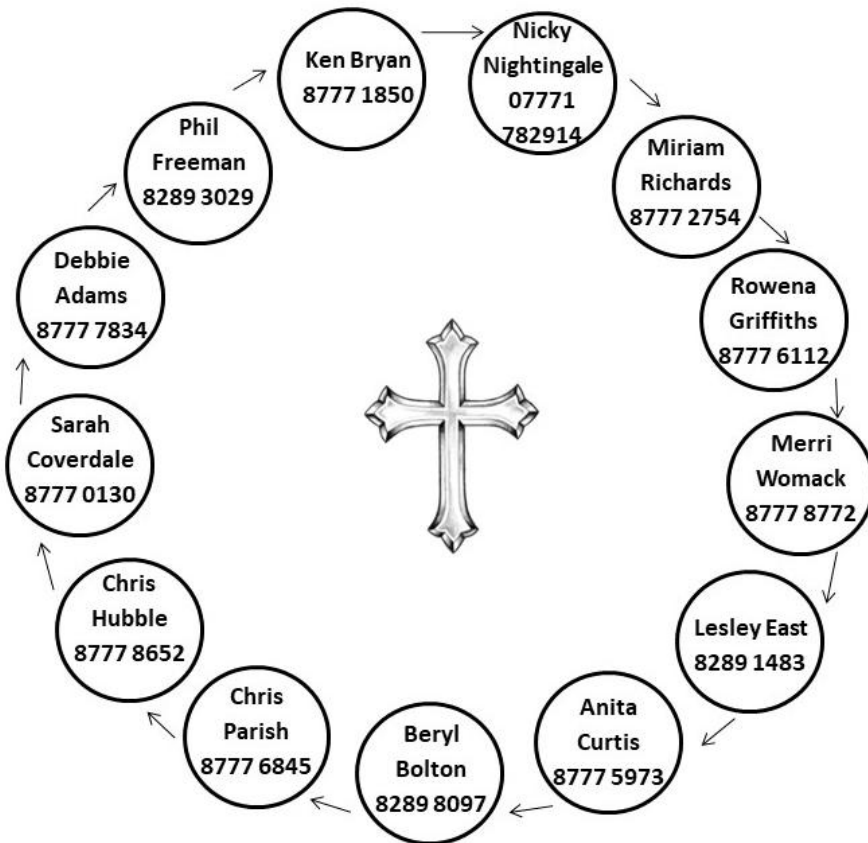 Ken Bryan
8777 1850
Nicky
Nightingale
07771
782914
Miriam
Richards
8777 2754
Rowena
Griffiths
8777 6112
Merri
Womack
8777 8772
Lesley East
8289 1483
Anita
Curtis
8777 5973
Beryl
Bolton
8289 8097
Chris
Parish
8777 6845
Chris
Hubble
8777 8652
Sarah
Coverdale
8777 0130
Debbie
Adams
8777 7834
Phil
Freeman
8289 3029